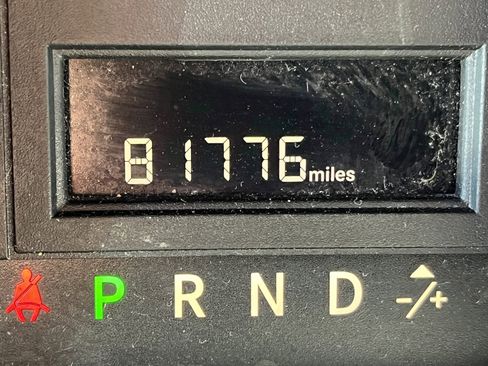 81776 miles
P R N D -/+